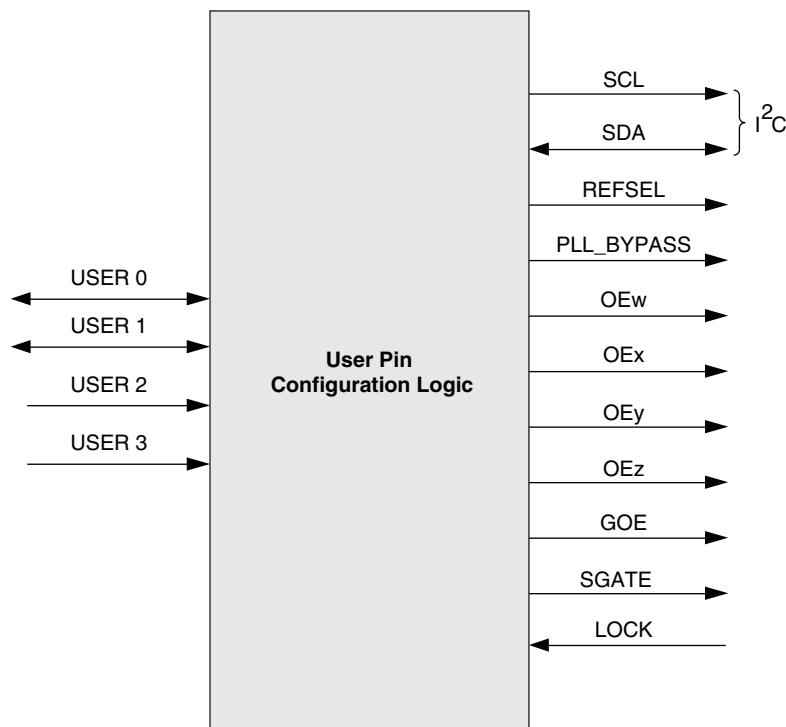 SCL
SDA
I²C
REFSEL
PLL_BYPASS
USER 0
OEw
USER 1
User Pin
Configuration Logic
OEx
USER 2
OEy
USER 3
OEz
GOE
SGATE
LOCK